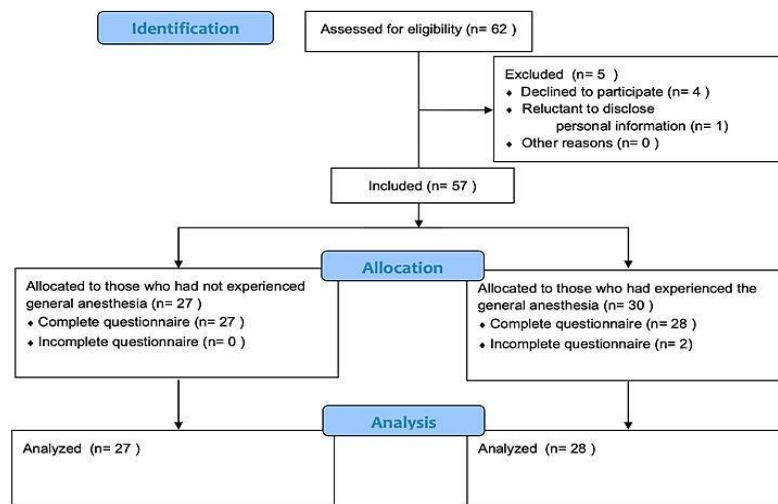 Identification
Assessed for eligibility (n= 62 )
Excluded (n= 5 )
⬥ Declined to participate (n= 4 )
⬥ Reluctant to disclose
personal information (n= 1)
⬥ Other reasons (n= 0 )
Included (n= 57 )
Allocation
Allocated to those who had not experienced
general anesthesia (n= 27 )
⬥ Complete questionnaire (n= 27 )
⬥ Incomplete questionnaire (n= 0 )
Allocated to those who had experienced the
general anesthesia (n= 30 )
⬥ Complete questionnaire (n= 28 )
⬥ Incomplete questionnaire (n= 2)
Analysis
Analyzed (n= 27 )
Analyzed (n= 28 )